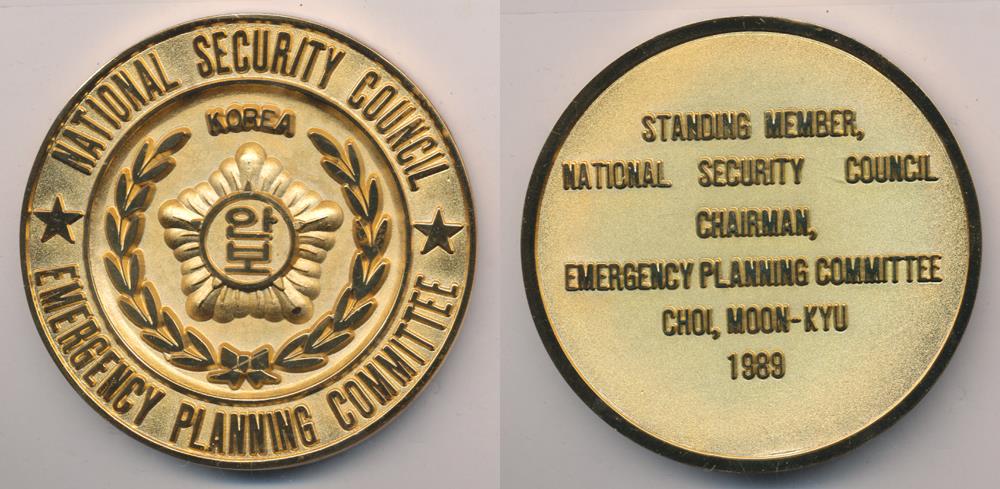 NATIONAL SECURITY COUNCIL
KOREA
안보
EMERGENCY PLANNING COMMITTEE
STANDING MEMBER,
NATIONAL SECURITY COUNCIL
CHAIRMAN,
EMERGENCY PLANNING COMMITTEE
CHOI, MOON-KYU
1989